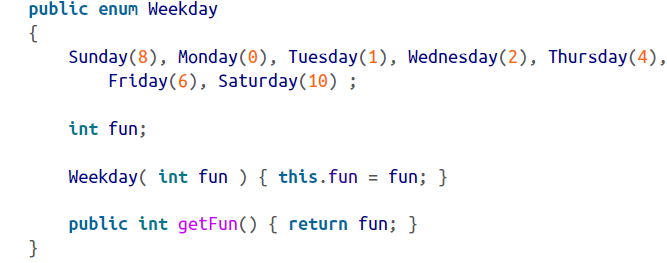 public enum Weekday
{
    Sunday(8), Monday(0), Tuesday(1), Wednesday(2), Thursday(4),
        Friday(6), Saturday(10) ;

    int fun;

    Weekday( int fun ) { this.fun = fun; }

    public int getFun() { return fun; }
}